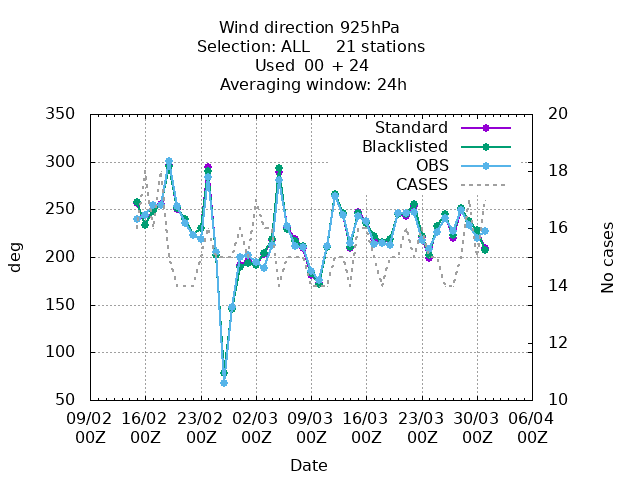 Wind direction 925hPa
Selection: ALL 21 stations
Used 00 + 24
Averaging window: 24h
350 20
Standard
Blacklisted
OBS
CASES
300 18
250 16
200 14
150 12
100
50 10
deg
No cases
09/02 16/02 23/02 02/03 09/03 16/03 23/03 30/03 06/04
00Z 00Z 00Z 00Z 00Z 00Z 00Z 00Z 00Z
Date